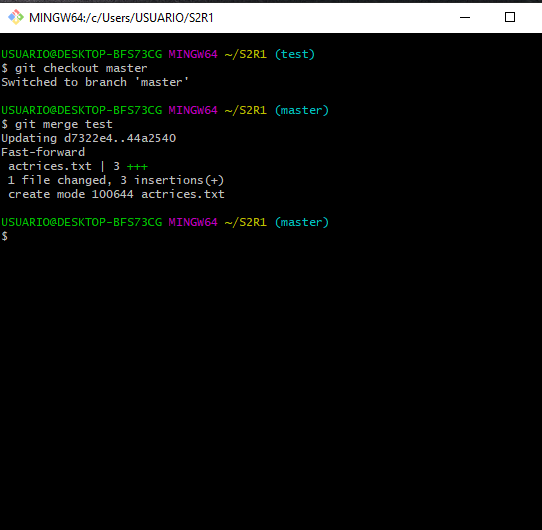 MINGW64:/c/Users/USUARIO/S2R1
USUARIO@DESKTOP-BFS73CG MINGW64 ~/S2R1 (test)
$ git checkout master
Switched to branch 'master'
USUARIO@DESKTOP-BFS73CG MINGW64 ~/S2R1 (master)
$ git merge test
Updating d7322e4..44a2540
Fast-forward
 actrices.txt | 3 +++
 1 file changed, 3 insertions(+)
 create mode 100644 actrices.txt
USUARIO@DESKTOP-BFS73CG MINGW64 ~/S2R1 (master)
$